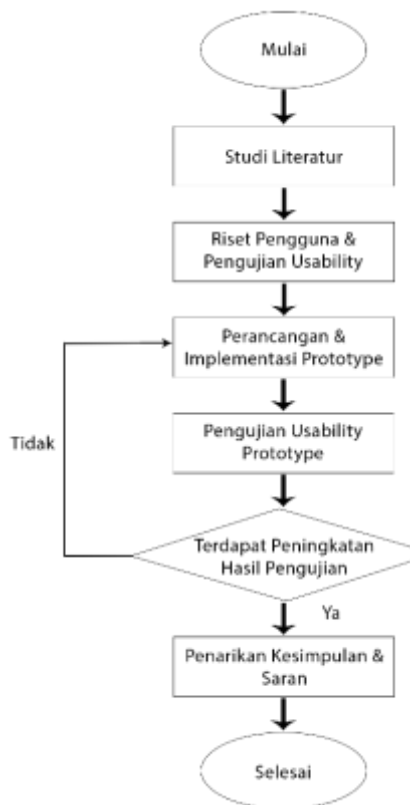 Mulai
Studi Literatur
Riset Pengguna &
Pengujian Usability
Perancangan &
Implementasi Prototype
Tidak
Pengujian Usability
Prototype
Terdapat Peningkatan
Hasil Pengujian
Ya
Penarikan Kesimpulan &
Saran
Selesai